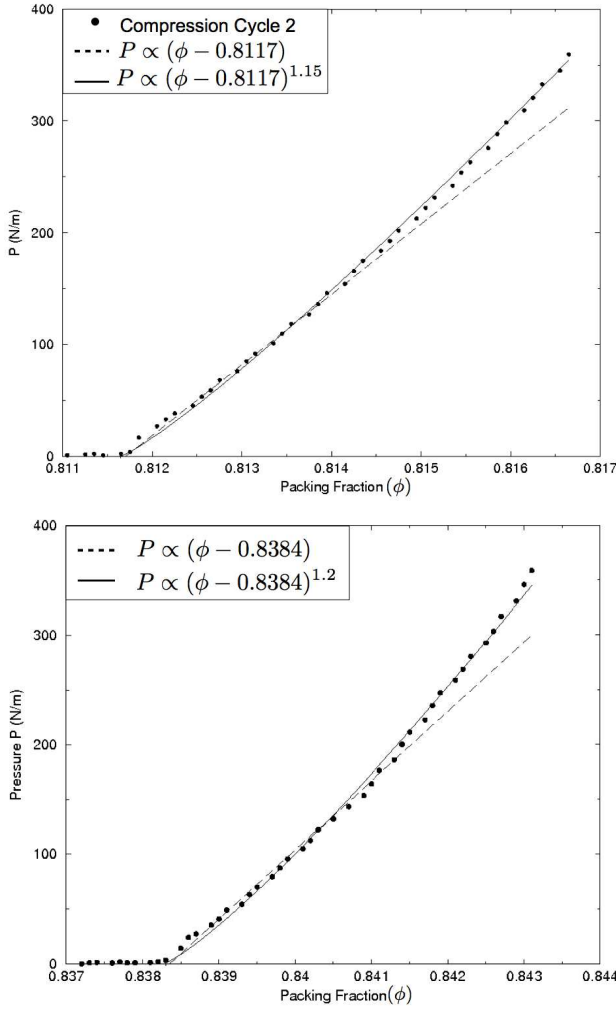 400
Compression Cycle 2
P ∝ (ϕ − 0.8117)
P ∝ (ϕ − 0.8117)^1.15
300
P (N/m)
200
100
0
0.811 0.812 0.813 0.814 0.815 0.816 0.817
Packing Fraction (ϕ)
400
P ∝ (ϕ − 0.8384)
P ∝ (ϕ − 0.8384)^1.2
300
Pressure P (N/m)
200
100
0
0.837 0.838 0.839 0.84 0.841 0.842 0.843 0.844
Packing Fraction(ϕ)